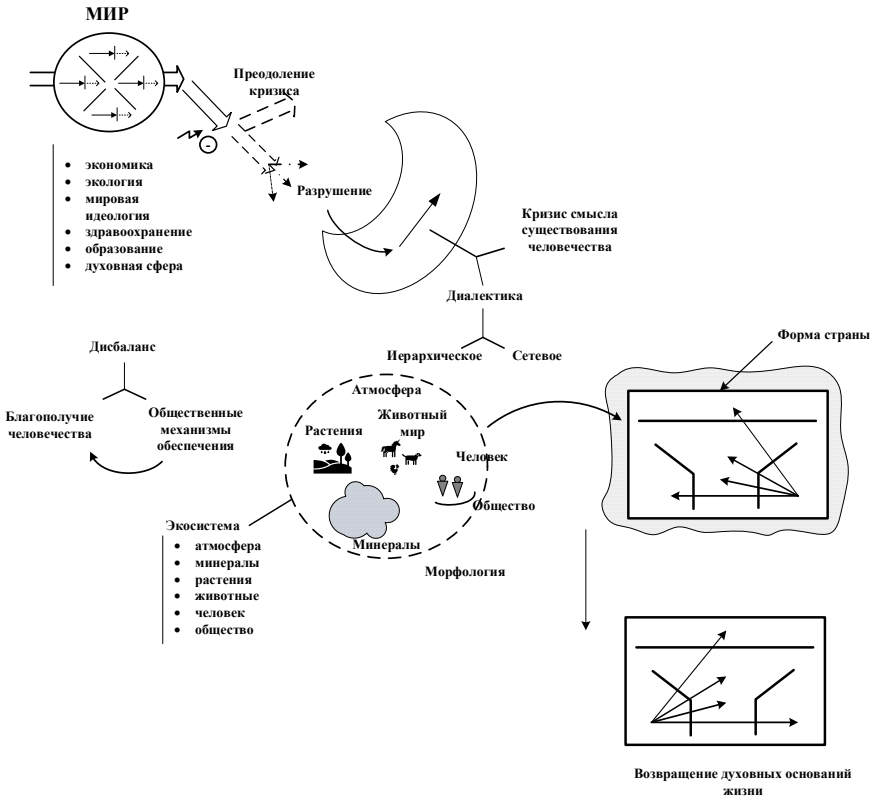 МИР
Преодоление
кризиса
-
• экономика
• экология
• мировая
идеология
• здравоохранение
• образование
• духовная сфера
Разрушение
Кризис смысла
существования
человечества
Диалектика
Иерархическое
Сетевое
Форма страны
Дисбаланс
Благополучие
человечества
Общественные
механизмы
обеспечения
Атмосфера
Растения
Животный
мир
Человек
Общество
Минералы
Морфология
Экосистема
• атмосфера
• минералы
• растения
• животные
• человек
• общество
Возвращение духовных оснований
жизни